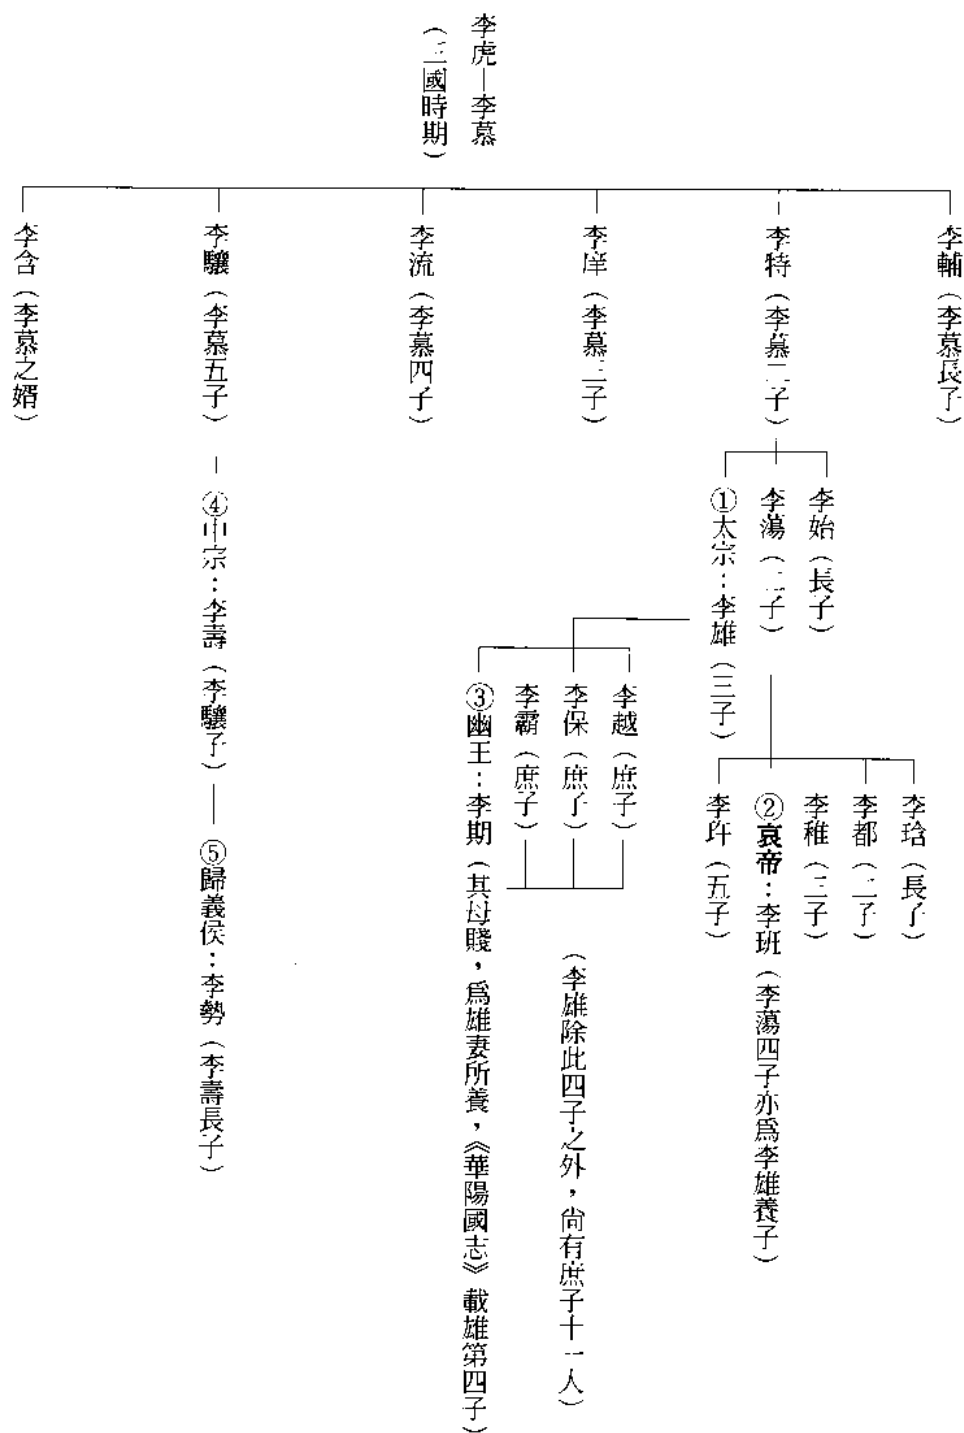 李虎—李慕
（三國時期）
李輔（李慕長子）
李特（李慕二子）
李庠（李慕三子）
李流（李慕四子）
李驤（李慕五子）
李含（李慕之婿）
李始（長子）
李蕩（二子）
①太宗：李雄（三子）
李琀（長子）
李都（二子）
李稚（三子）
②哀帝：李班（李蕩四子亦爲李雄養子）
李玝（五子）
李越（庶子）
李保（庶子）
李霸（庶子）
③幽王：李期（其母賤，爲雄妻所養，《華陽國志》載雄第四子）
（李雄除此四子之外，尚有庶子十一人）
④中宗：李壽（李驤子）
⑤歸義侯：李勢（李壽長子）